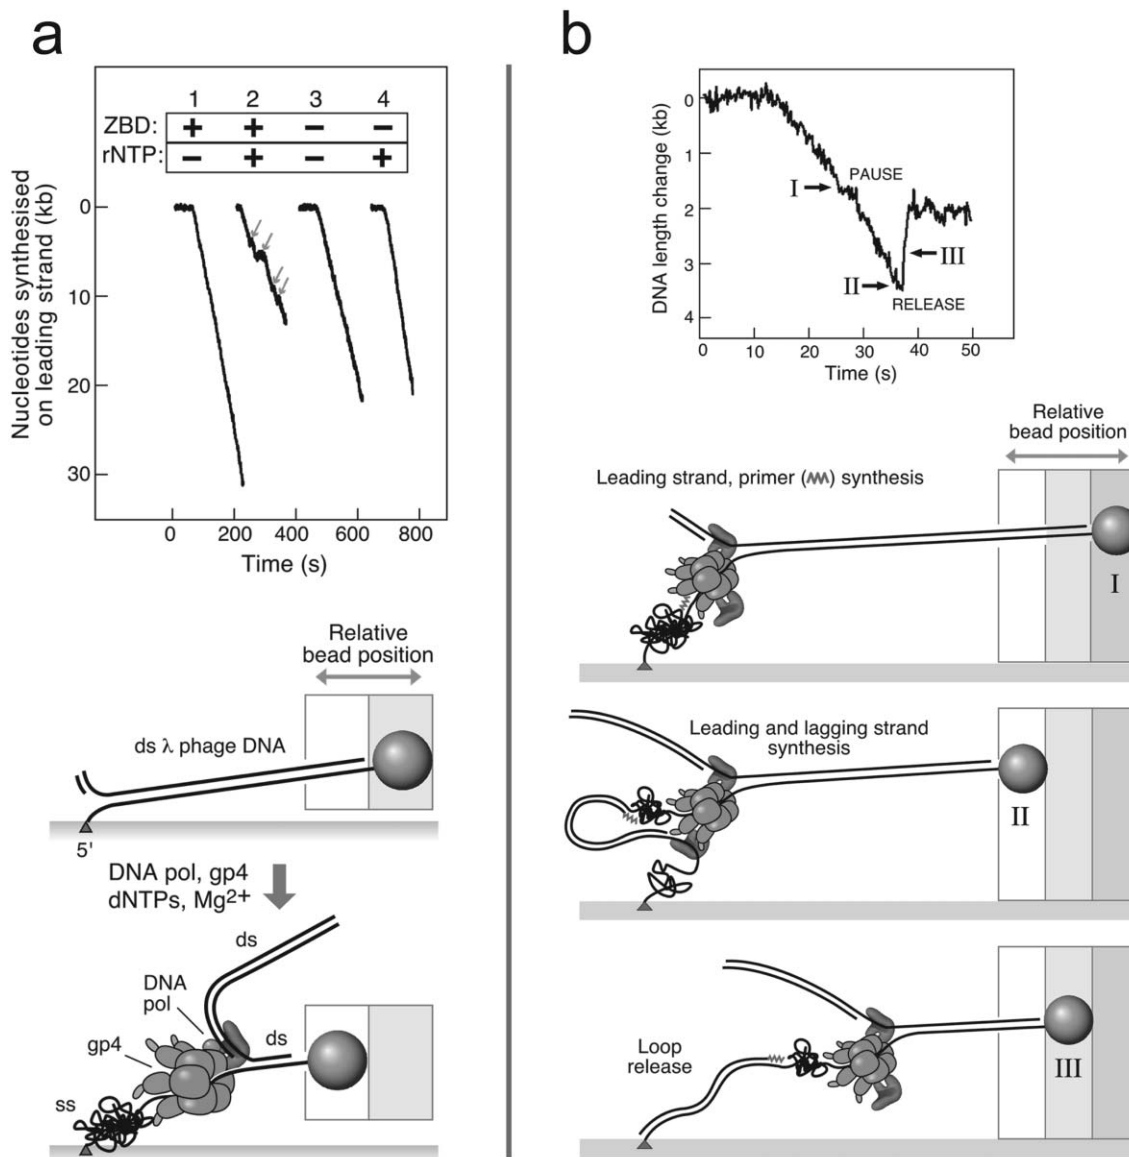 a
1 2 3 4
ZBD: + + − −
rNTP: − + − +
Nucleotides synthesised
on leading strand (kb)
0
10
20
30
0 200 400 600 800
Time (s)
Relative
bead position
ds λ phage DNA
5'
DNA pol, gp4
dNTPs, Mg2+
ds
DNA
pol
ds
gp4
ss
b
DNA length change (kb)
0
1
2
3
4
I
PAUSE
II
III
RELEASE
0 10 20 30 40 50
Time (s)
Relative
bead position
Leading strand, primer ( ) synthesis
I
Leading and lagging strand
synthesis
II
Loop
release
III